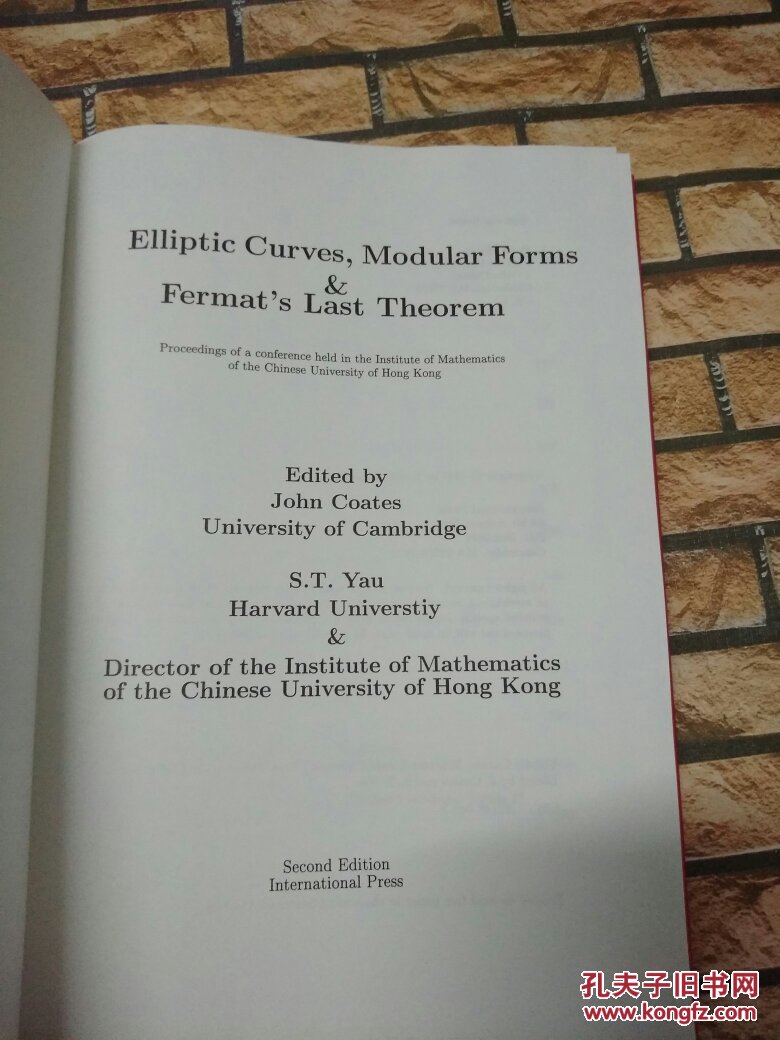 Elliptic Curves, Modular Forms
&
Fermat's Last Theorem
Proceedings of a conference held in the Institute of Mathematics
of the Chinese University of Hong Kong
Edited by
John Coates
University of Cambridge
S.T. Yau
Harvard Universtiy
&
Director of the Institute of Mathematics
of the Chinese University of Hong Kong
Second Edition
International Press
孔夫子旧书网
www.kongfz.com